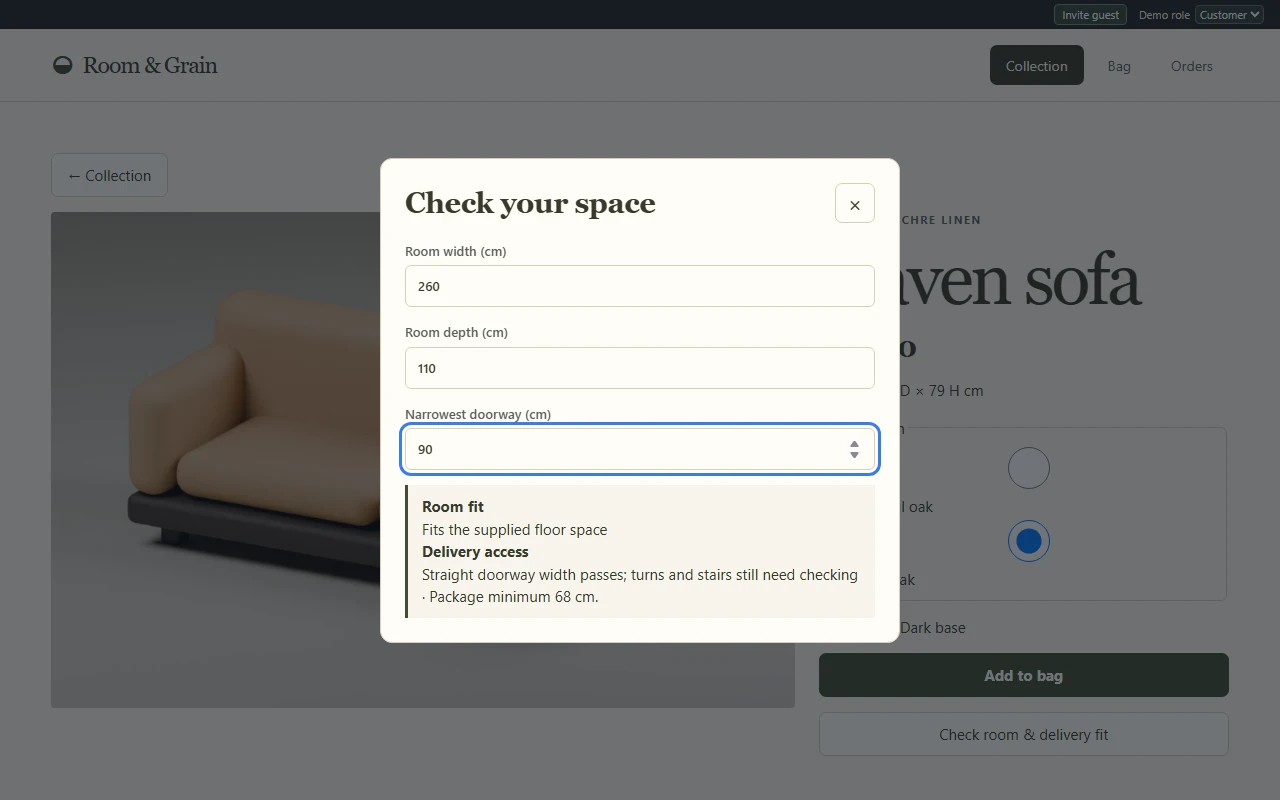 Invite guest
Demo role
Customer
Room & Grain
Collection
Bag
Orders
← Collection
Check your space
×
Room width (cm)
260
Room depth (cm)
110
Narrowest doorway (cm)
90
Room fit
Fits the supplied floor space
Delivery access
Straight doorway width passes; turns and stairs still need checking
· Package minimum 68 cm.
LINEN
sofa
D × 79 H cm
oak
Dark base
Add to bag
Check room & delivery fit